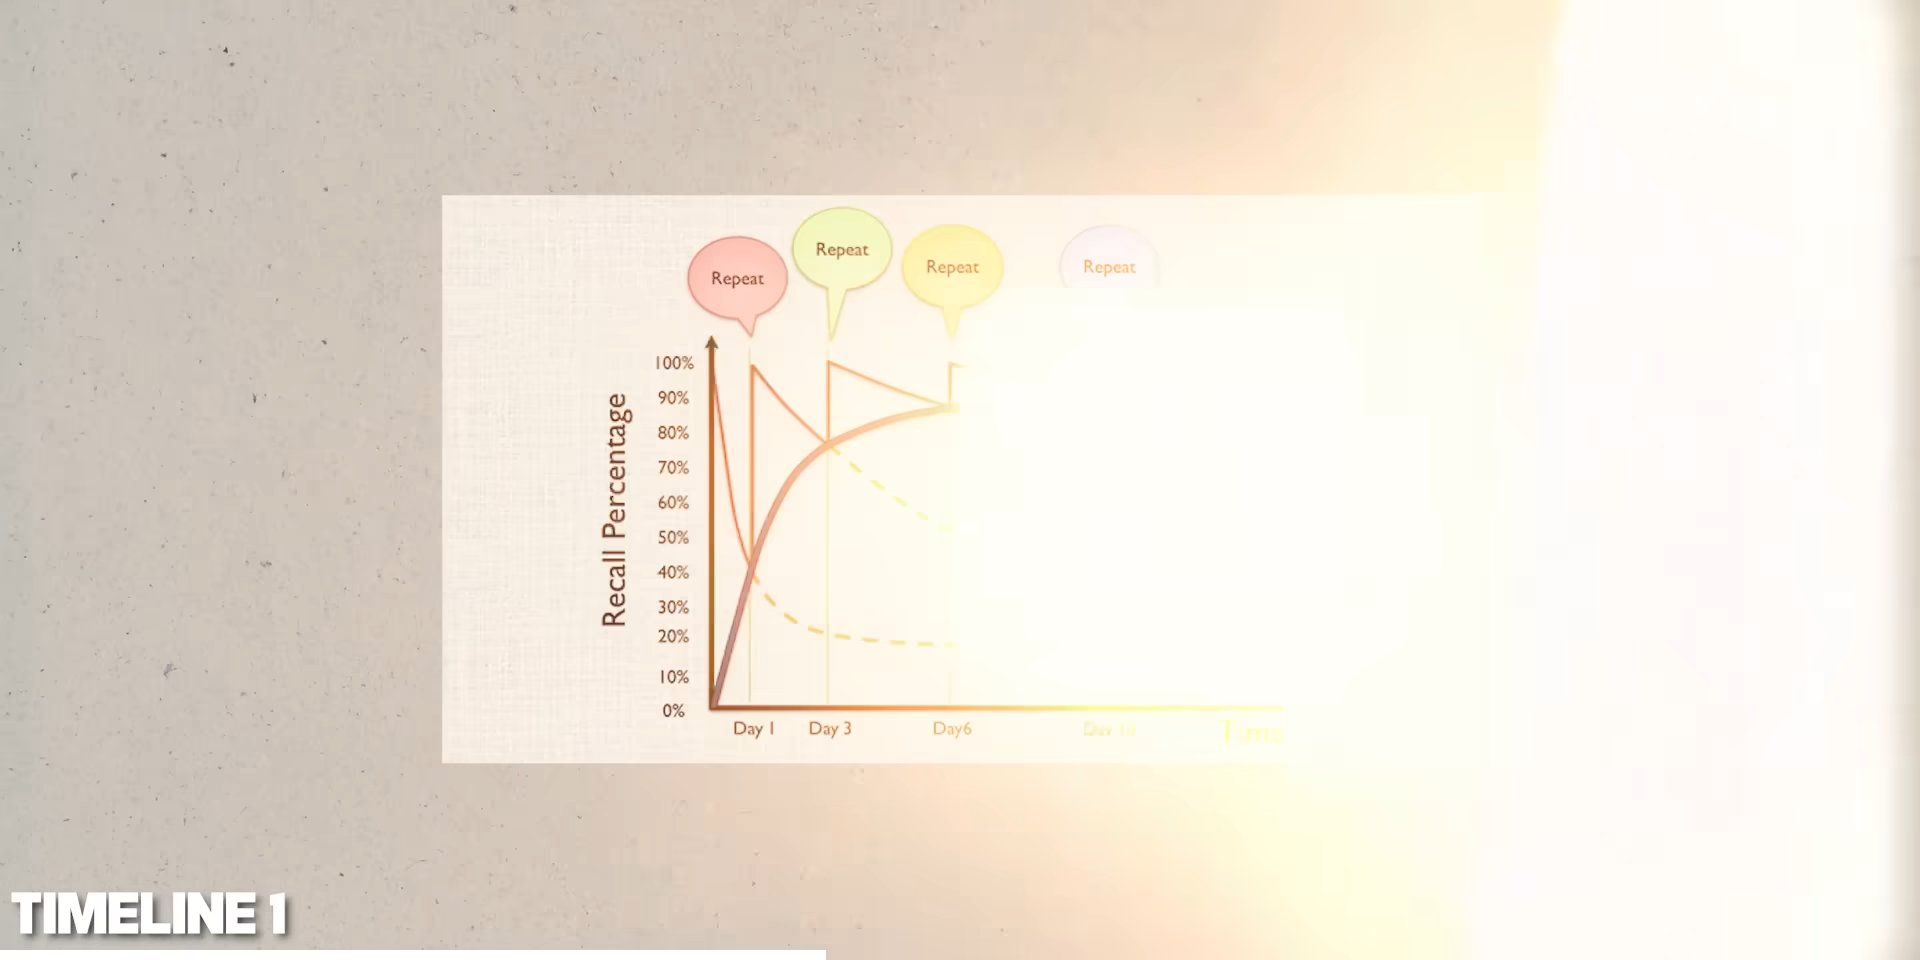 Repeat
Repeat
Repeat
Repeat
Recall Percentage
100%
90%
80%
70%
60%
50%
40%
30%
20%
10%
0%
Day 1
Day 3
Day6
Time
TIMELINE 1